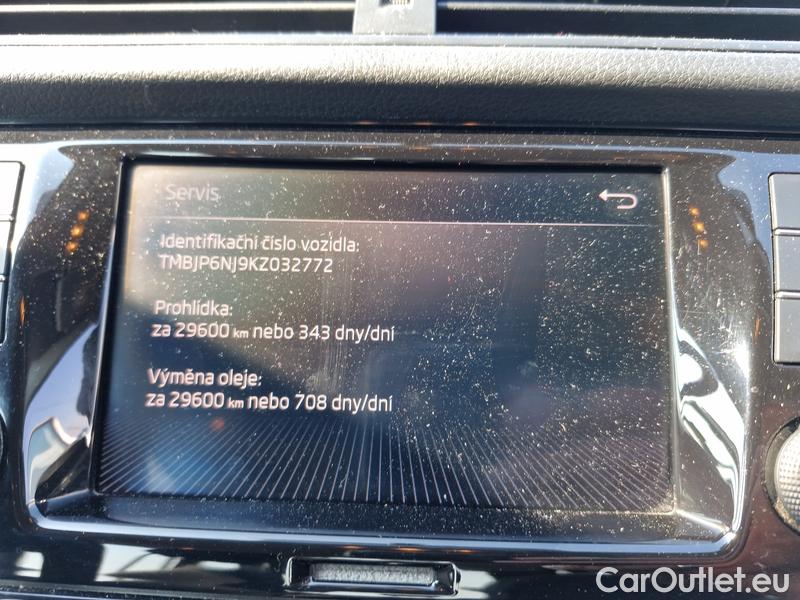 Servis
Identifikační číslo vozidla:
TMBJP6NJ9KZ032772
Prohlídka:
za 29600 km nebo 343 dny/dní
Výměna oleje:
za 29600 km nebo 708 dny/dní
CarOutlet.eu